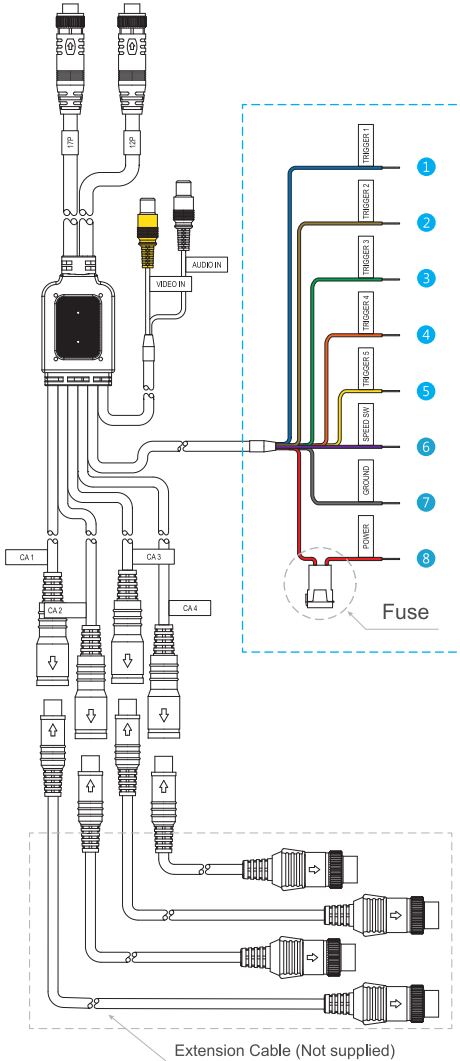 17P
12P
AUDIO IN
VIDEO IN
TRIGGER 1
1
TRIGGER 2
2
TRIGGER 3
3
TRIGGER 4
4
TRIGGER 5
5
SPEED SW
6
GROUND
7
POWER
8
Fuse
CA 1
CA 3
CA 2
CA 4
Extension Cable (Not supplied)